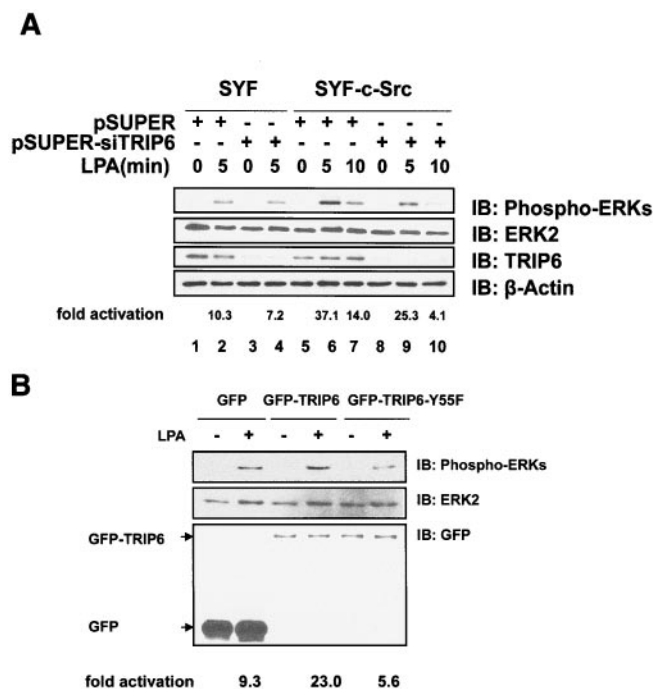 A
SYF SYF-c-Src
pSUPER + + - - + + + - - -
pSUPER-siTRIP6 - - + + - - - + + +
LPA(min) 0 5 0 5 0 5 10 0 5 10
IB: Phospho-ERKs
IB: ERK2
IB: TRIP6
IB: β-Actin
fold activation 10.3 7.2 37.1 14.0 25.3 4.1
1 2 3 4 5 6 7 8 9 10
B
GFP GFP-TRIP6 GFP-TRIP6-Y55F
LPA - + - + - +
IB: Phospho-ERKs
IB: ERK2
GFP-TRIP6 IB: GFP
GFP
fold activation 9.3 23.0 5.6